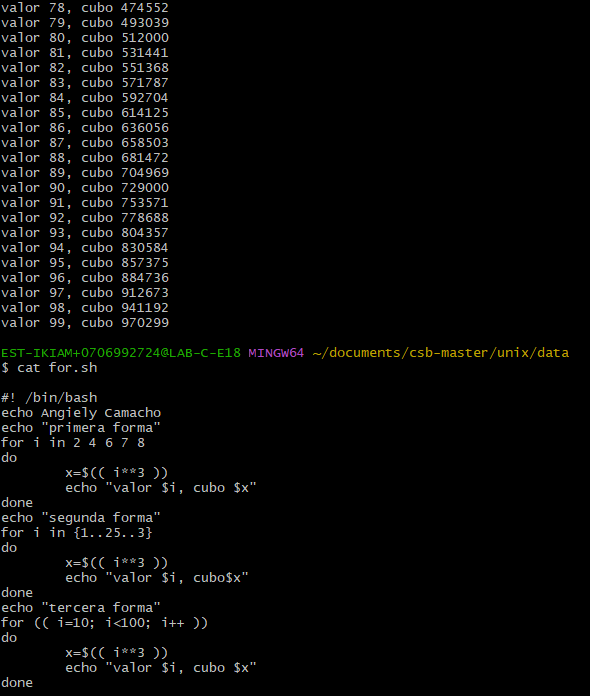 valor 78, cubo 474552
valor 79, cubo 493039
valor 80, cubo 512000
valor 81, cubo 531441
valor 82, cubo 551368
valor 83, cubo 571787
valor 84, cubo 592704
valor 85, cubo 614125
valor 86, cubo 636056
valor 87, cubo 658503
valor 88, cubo 681472
valor 89, cubo 704969
valor 90, cubo 729000
valor 91, cubo 753571
valor 92, cubo 778688
valor 93, cubo 804357
valor 94, cubo 830584
valor 95, cubo 857375
valor 96, cubo 884736
valor 97, cubo 912673
valor 98, cubo 941192
valor 99, cubo 970299
EST-IKIAM+0706992724@LAB-C-E18 MINGW64 ~/documents/csb-master/unix/data
$ cat for.sh
#! /bin/bash
echo Angiely Camacho
echo "primera forma"
for i in 2 4 6 7 8
do
        x=$(( i**3 ))
        echo "valor $i, cubo $x"
done
echo "segunda forma"
for i in {1..25..3}
do
        x=$(( i**3 ))
        echo "valor $i, cubo$x"
done
echo "tercera forma"
for (( i=10; i<100; i++ ))
do
        x=$(( i**3 ))
        echo "valor $i, cubo $x"
done